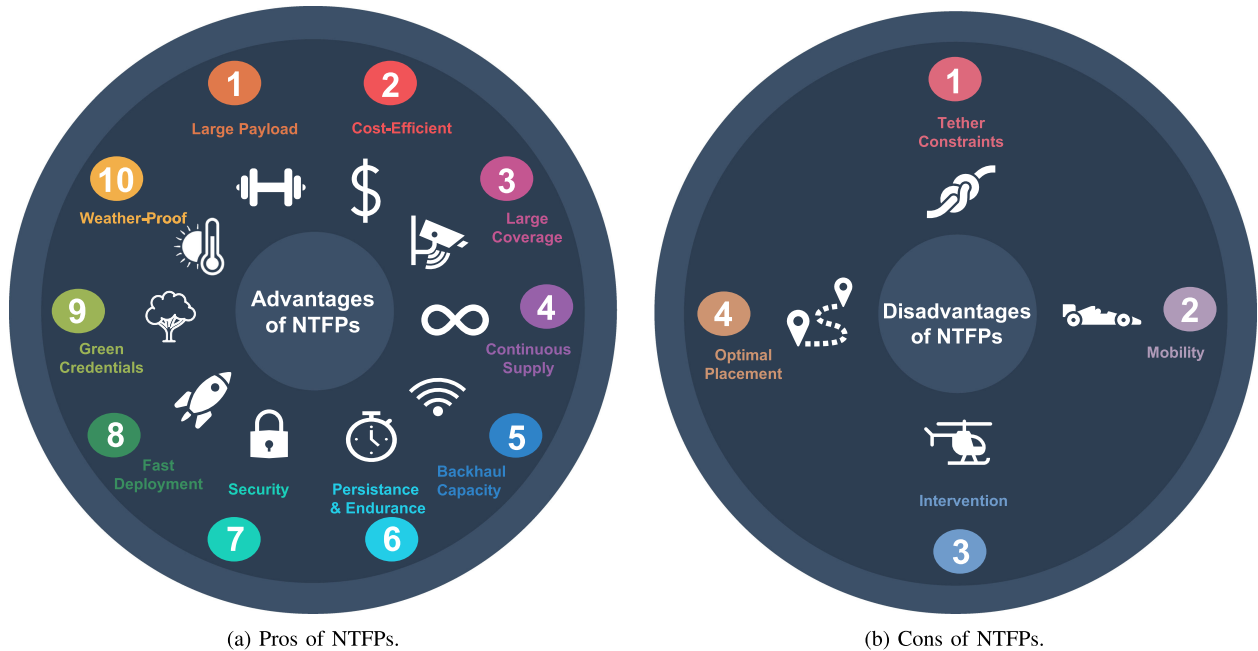 1
Large Payload
2
Cost-Efficient
3
Large
Coverage
4
Continuous
Supply
5
Backhaul
Capacity
6
Persistance
& Endurance
7
Security
8
Fast
Deployment
9
Green
Credentials
10
Weather-Proof
Advantages
of NTFPs
(a) Pros of NTFPs.
1
Tether
Constraints
2
Mobility
3
Intervention
4
Optimal
Placement
Disadvantages
of NTFPs
(b) Cons of NTFPs.